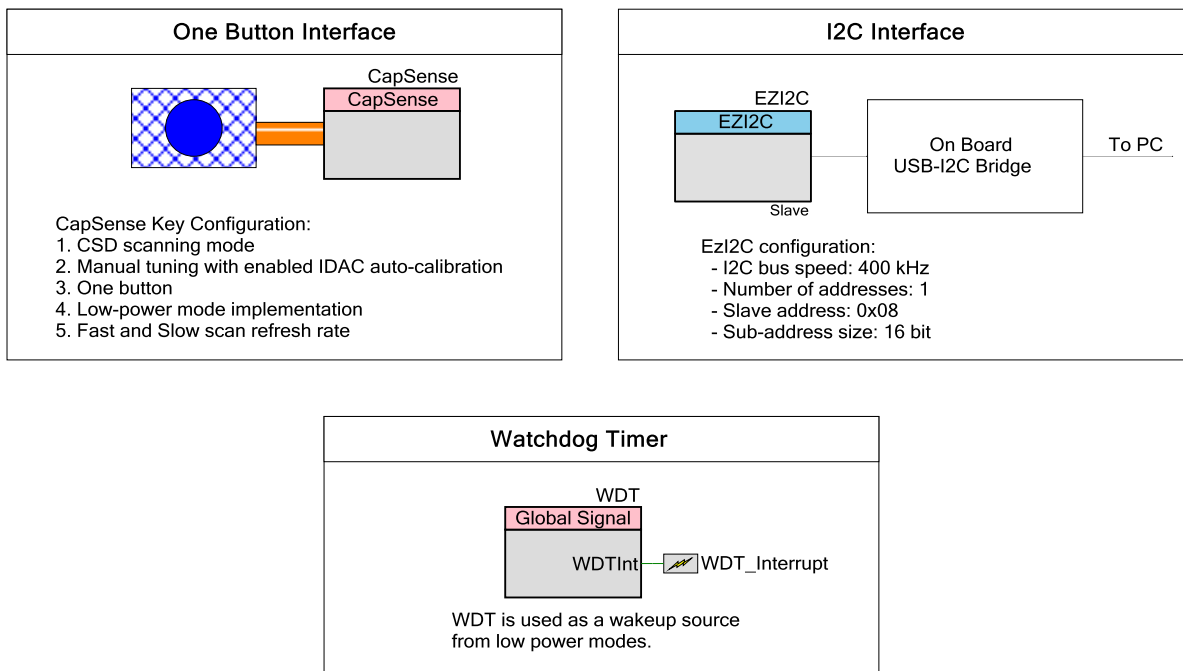 One Button Interface
CapSense
CapSense
CapSense Key Configuration:
1. CSD scanning mode
2. Manual tuning with enabled IDAC auto-calibration
3. One button
4. Low-power mode implementation
5. Fast and Slow scan refresh rate
I2C Interface
EZI2C
EZI2C
Slave
On Board
USB-I2C Bridge
To PC
EzI2C configuration:
- I2C bus speed: 400 kHz
- Number of addresses: 1
- Slave address: 0x08
- Sub-address size: 16 bit
Watchdog Timer
WDT
Global Signal
WDTInt
WDT_Interrupt
WDT is used as a wakeup source
from low power modes.